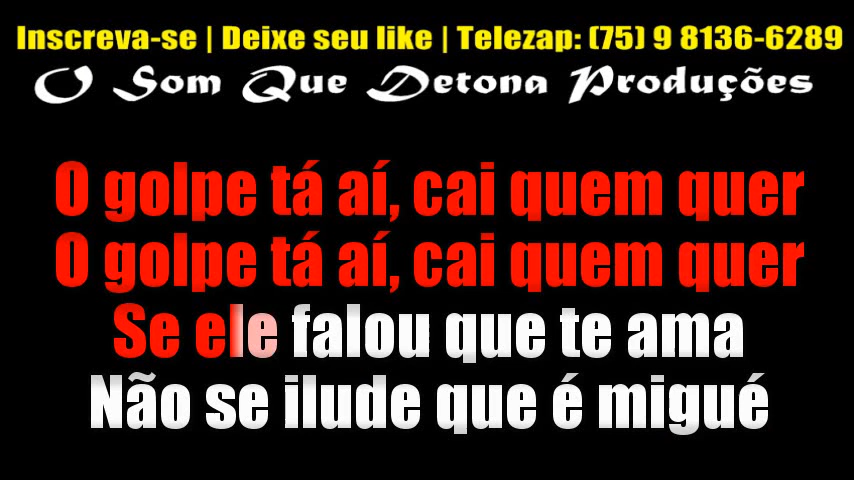 Inscreva-se | Deixe seu like | Telezap: (75) 9 8136-6289
O Som Que Detona Produções
O golpe tá aí, cai quem quer
O golpe tá aí, cai quem quer
Se ele falou que te ama
Não se ilude que é migué